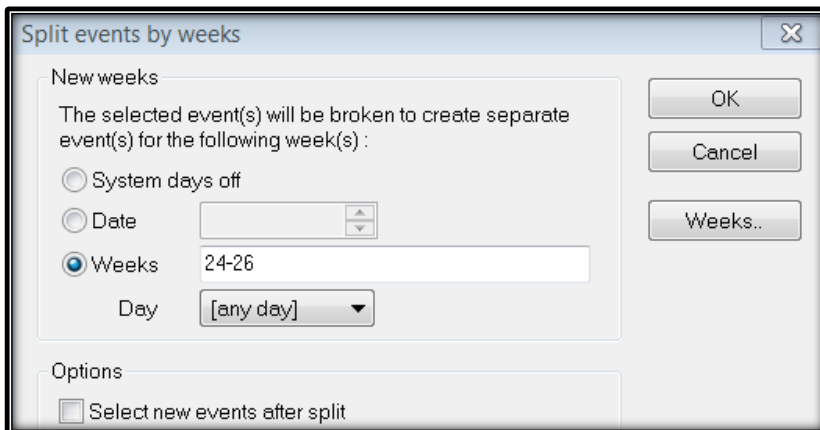 Split events by weeks
New weeks
The selected event(s) will be broken to create separate
event(s) for the following week(s) :
System days off
Date
Weeks 24-26
Day [any day]
OK
Cancel
Weeks..
Options
Select new events after split